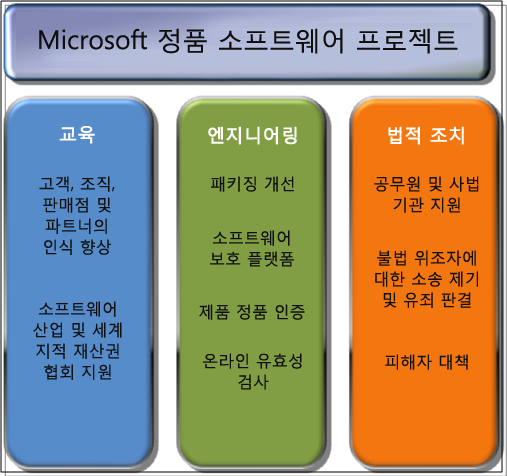 Microsoft 정품 소프트웨어 프로젝트
교육
고객, 조직,
판매점 및
파트너의
인식 향상
소프트웨어
산업 및 세계
지적 재산권
협회 지원
엔지니어링
패키징 개선
소프트웨어
보호 플랫폼
제품 정품 인증
온라인 유효성
검사
법적 조치
공무원 및 사법
기관 지원
불법 위조자에
대한 소송 제기
및 유죄 판결
피해자 대책